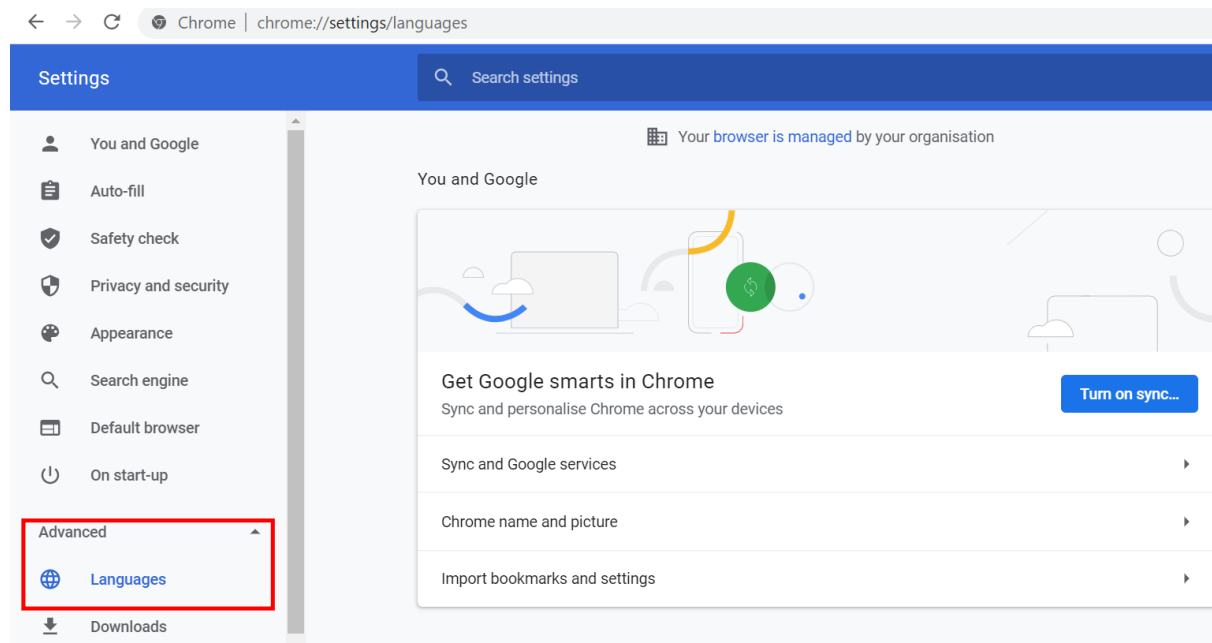 Chrome | chrome://settings/languages
Settings
Search settings
You and Google
Auto-fill
Safety check
Privacy and security
Appearance
Search engine
Default browser
On start-up
Advanced
Languages
Downloads
Your browser is managed by your organisation
You and Google
Get Google smarts in Chrome
Sync and personalise Chrome across your devices
Turn on sync...
Sync and Google services
Chrome name and picture
Import bookmarks and settings